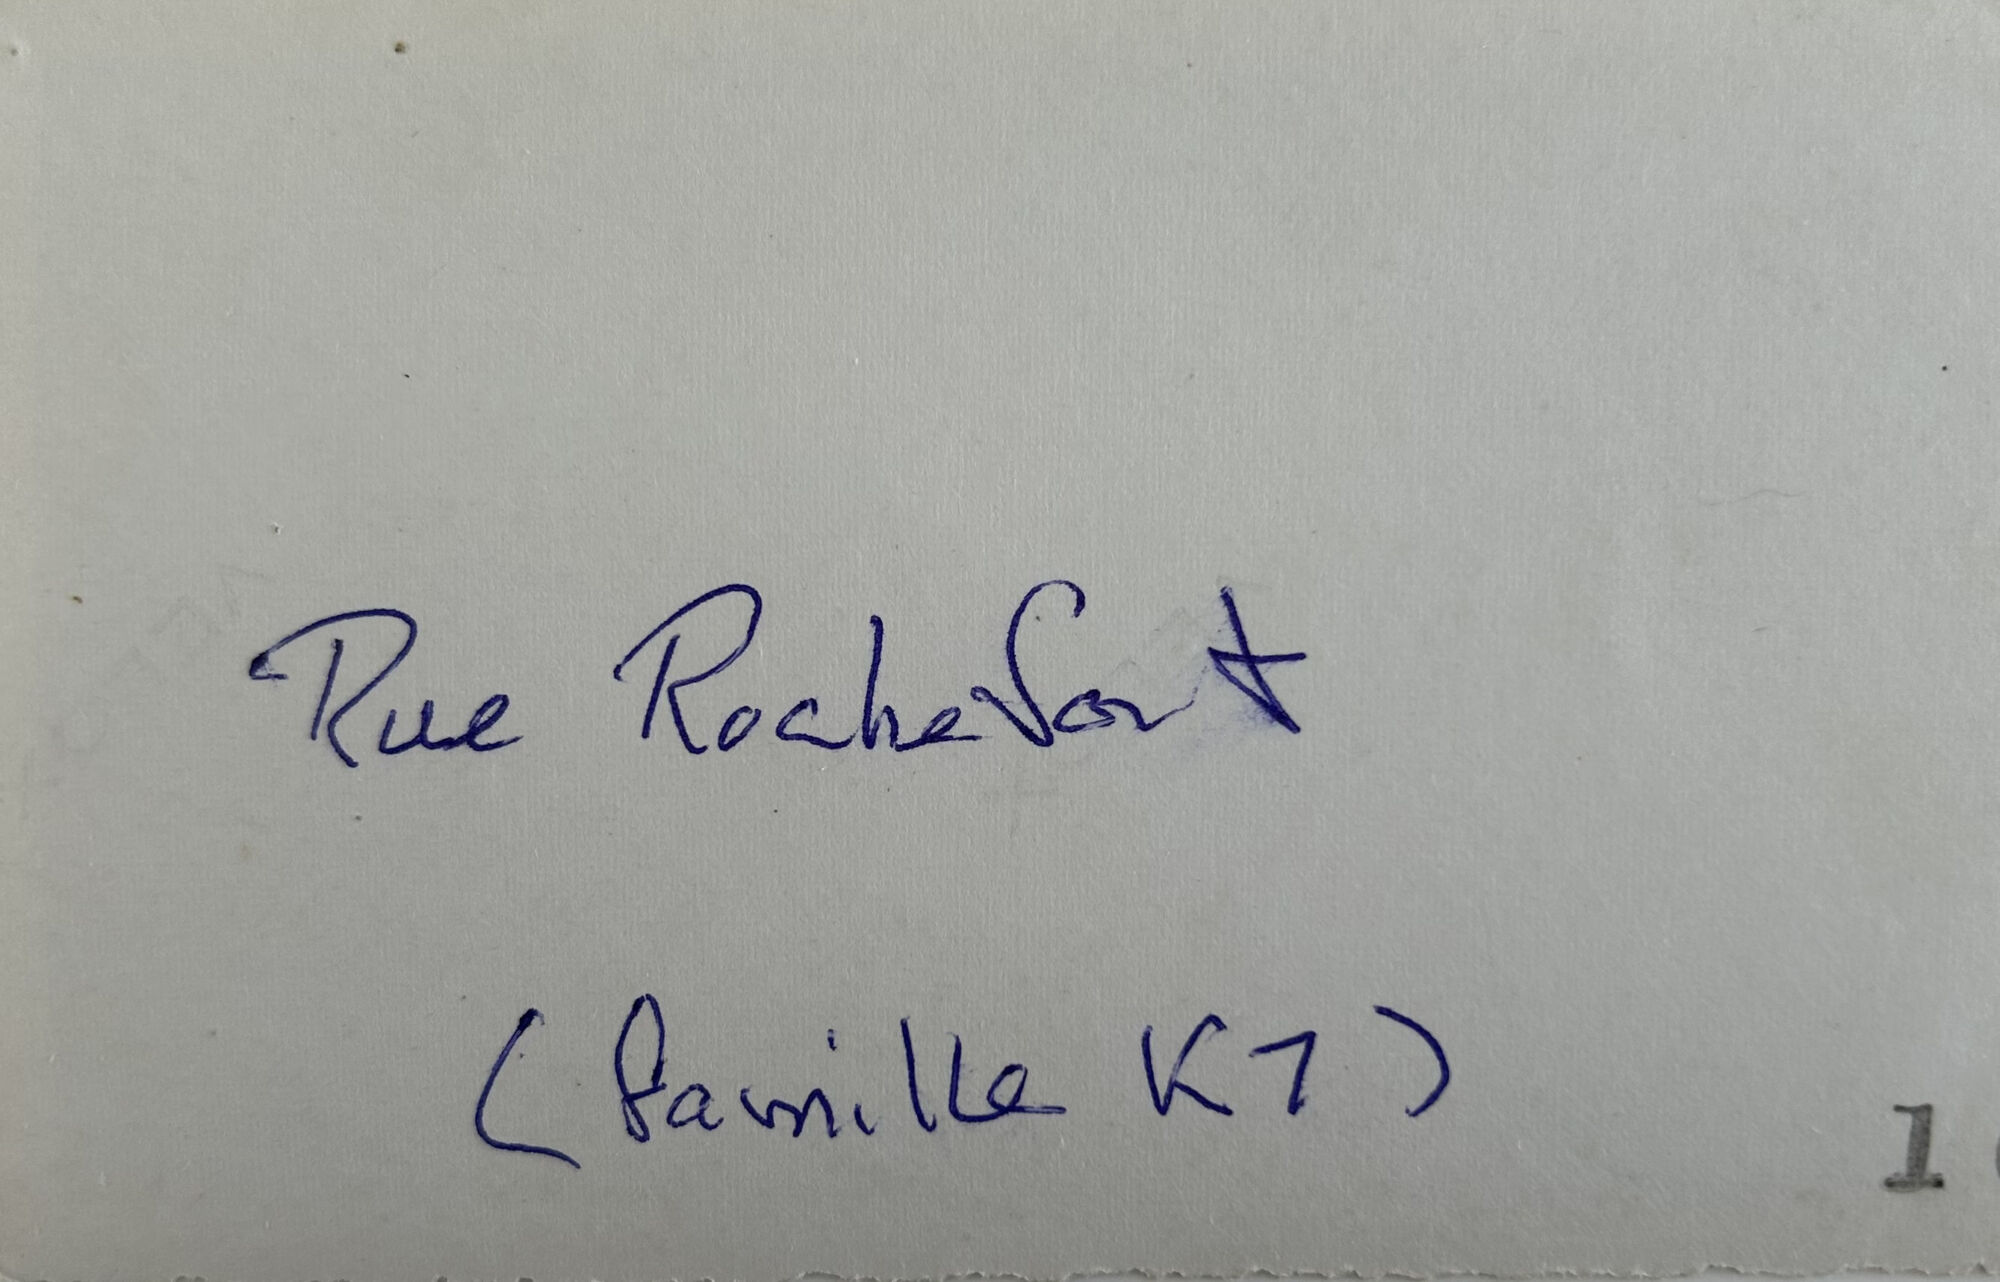 Rue Rochefort
(famille K7)
1